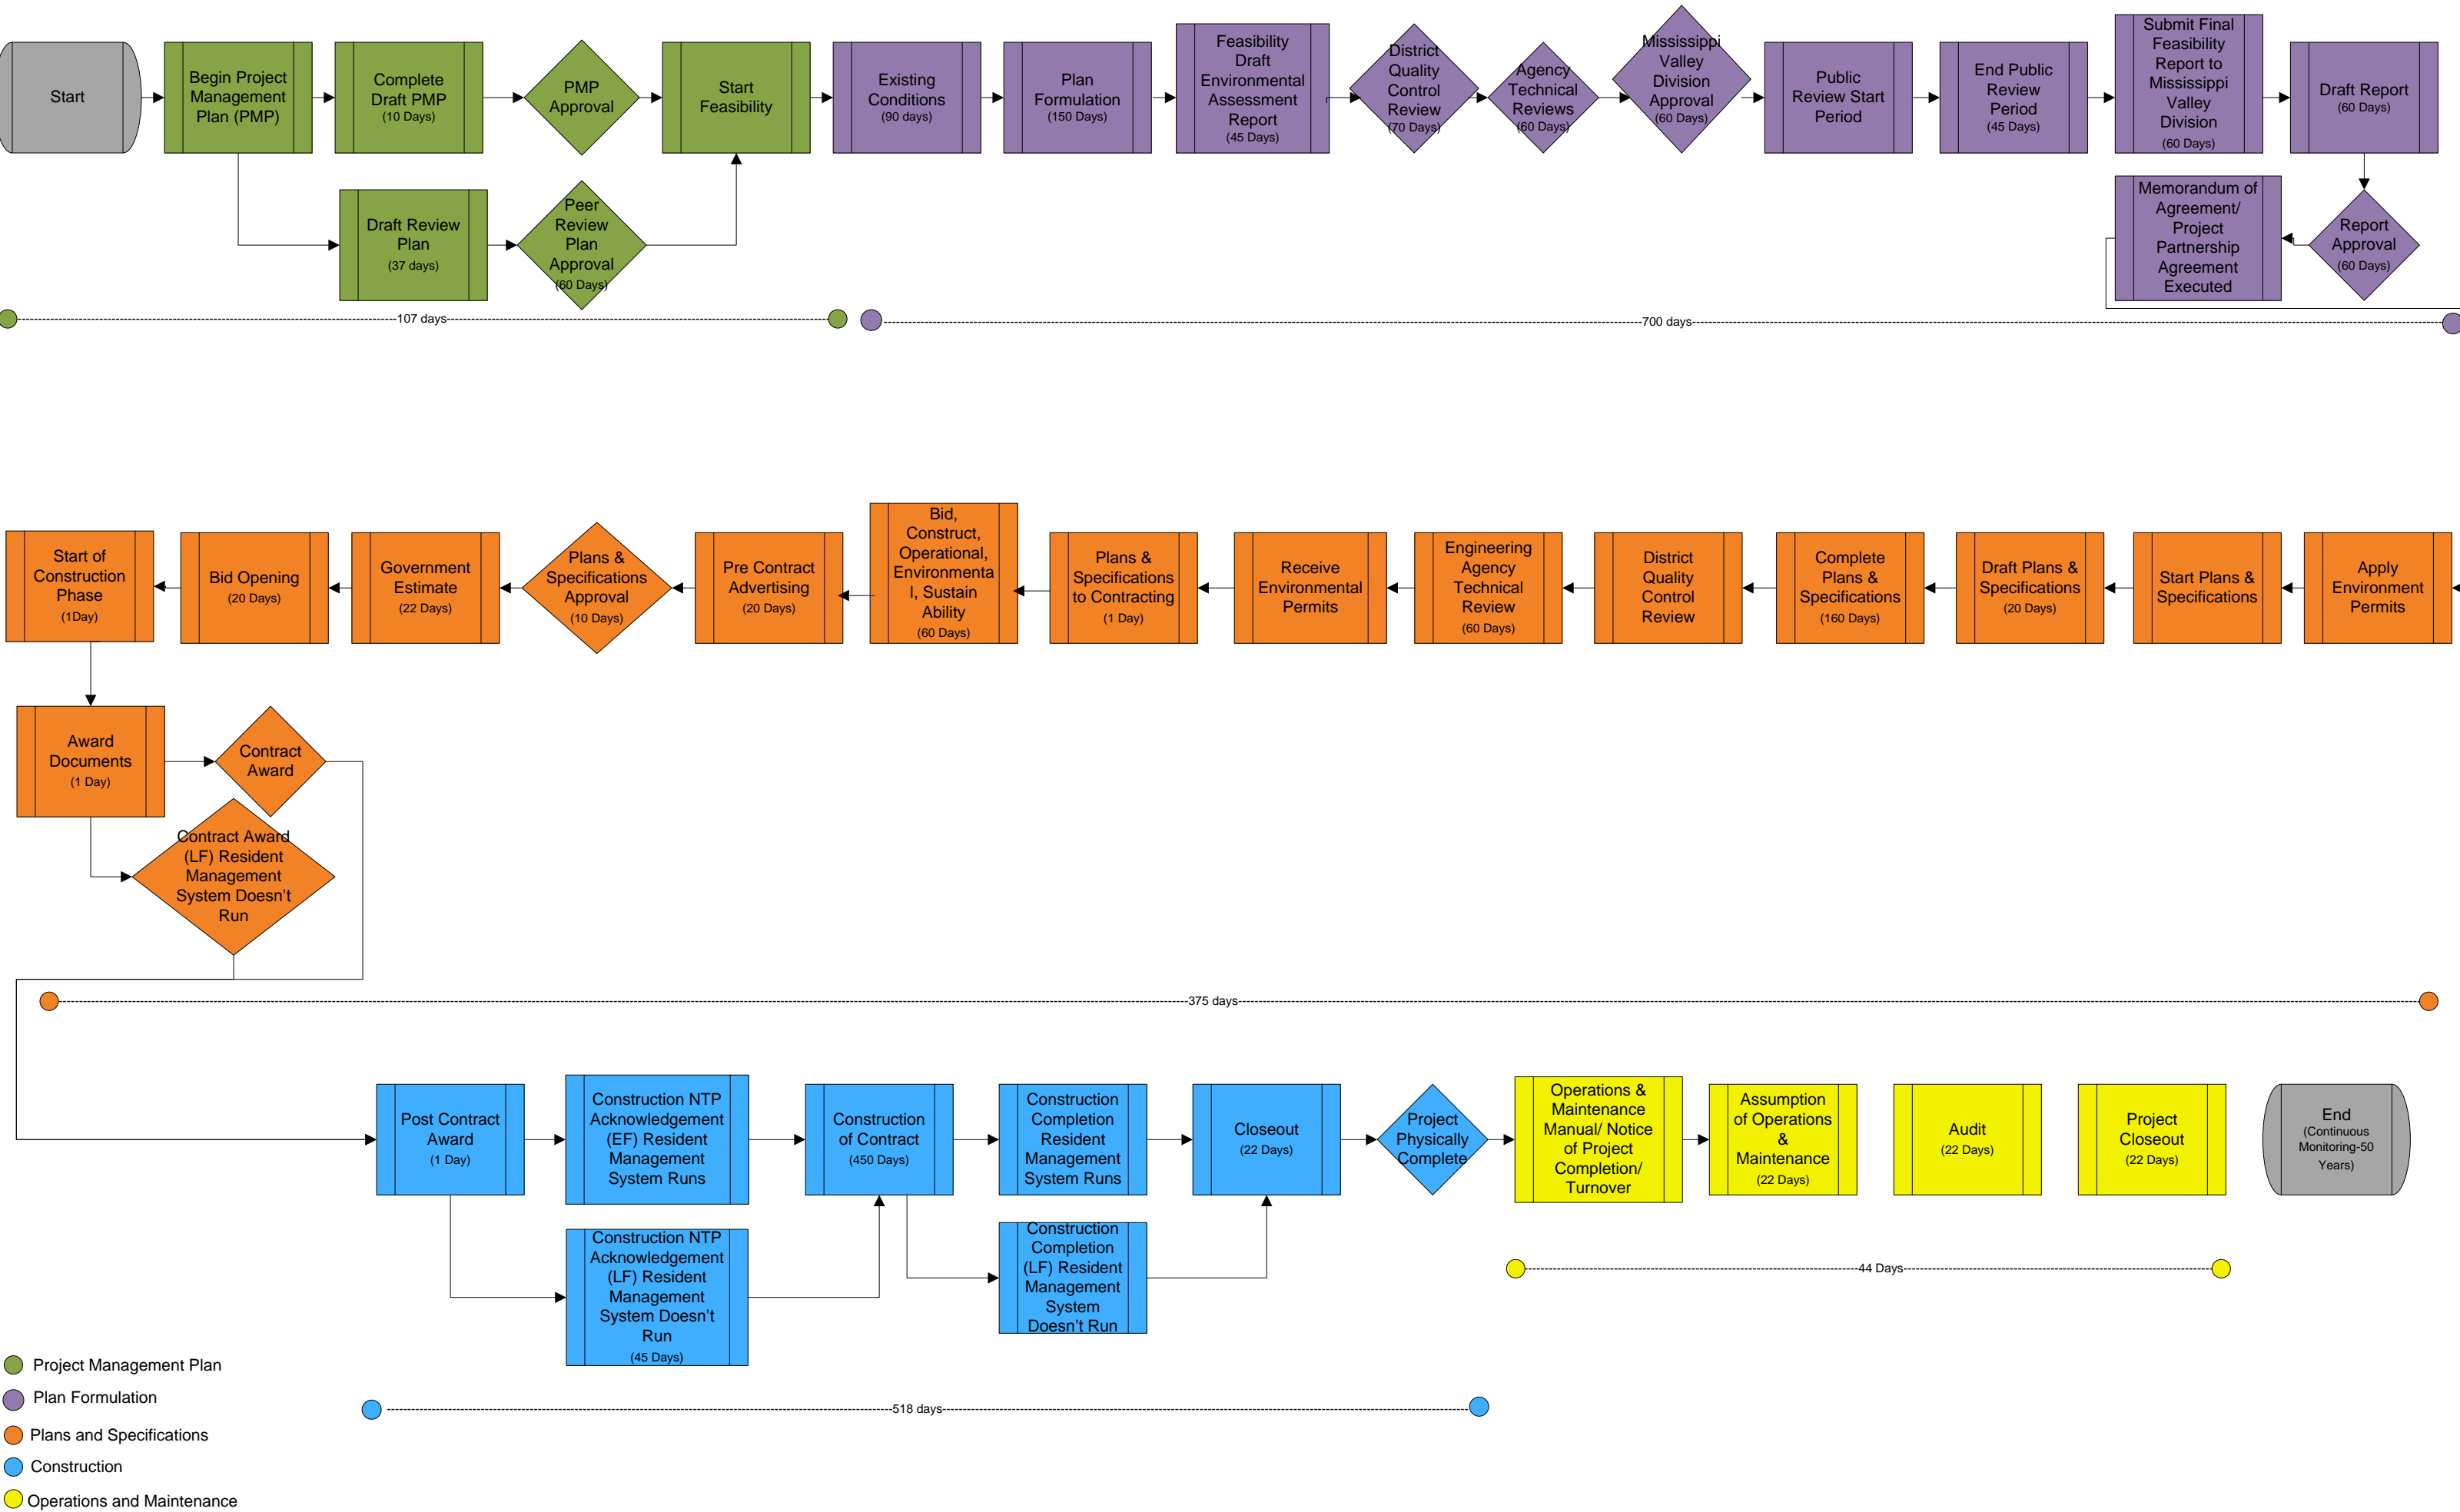 Start
Begin Project
Management
Plan (PMP)
Complete
Draft PMP
(10 Days)
PMP
Approval
Start
Feasibility
Existing
Conditions
(90 days)
Plan
Formulation
(150 Days)
Feasibility
Draft
Environmental
Assessment
Report
(45 Days)
District
Quality
Control
Review
(70 Days)
Agency
Technical
Reviews
(60 Days)
Mississippi
Valley
Division
Approval
(60 Days)
Public
Review Start
Period
End Public
Review
Period
(45 Days)
Submit Final
Feasibility
Report to
Mississippi
Valley
Division
(60 Days)
Draft Report
(60 Days)
Draft Review
Plan
(37 days)
Peer
Review
Plan
Approval
(60 Days)
Memorandum of
Agreement/
Project
Partnership
Agreement
Executed
Report
Approval
(60 Days)
107 days
700 days
Start of
Construction
Phase
(1Day)
Bid Opening
(20 Days)
Government
Estimate
(22 Days)
Plans &
Specifications
Approval
(10 Days)
Pre Contract
Advertising
(20 Days)
Bid,
Construct,
Operational,
Environmenta
l, Sustain
Ability
(60 Days)
Plans &
Specifications
to Contracting
(1 Day)
Receive
Environmental
Permits
Engineering
Agency
Technical
Review
(60 Days)
District
Quality
Control
Review
Complete
Plans &
Specifications
(160 Days)
Draft Plans &
Specifications
(20 Days)
Start Plans &
Specifications
Apply
Environment
Permits
Award
Documents
(1 Day)
Contract
Award
Contract Award
(LF) Resident
Management
System Doesn't
Run
375 days
Post Contract
Award
(1 Day)
Construction NTP
Acknowledgement
(EF) Resident
Management
System Runs
Construction
of Contract
(450 Days)
Construction
Completion
Resident
Management
System Runs
Closeout
(22 Days)
Project
Physically
Complete
Operations &
Maintenance
Manual/ Notice
of Project
Completion/
Turnover
Assumption
of Operations
&
Maintenance
(22 Days)
Audit
(22 Days)
Project
Closeout
(22 Days)
End
(Continuous
Monitoring-50
Years)
Construction NTP
Acknowledgement
(LF) Resident
Management
System Doesn't
Run
(45 Days)
Construction
Completion
(LF) Resident
Management
System
Doesn't Run
44 Days
518 days
Project Management Plan
Plan Formulation
Plans and Specifications
Construction
Operations and Maintenance